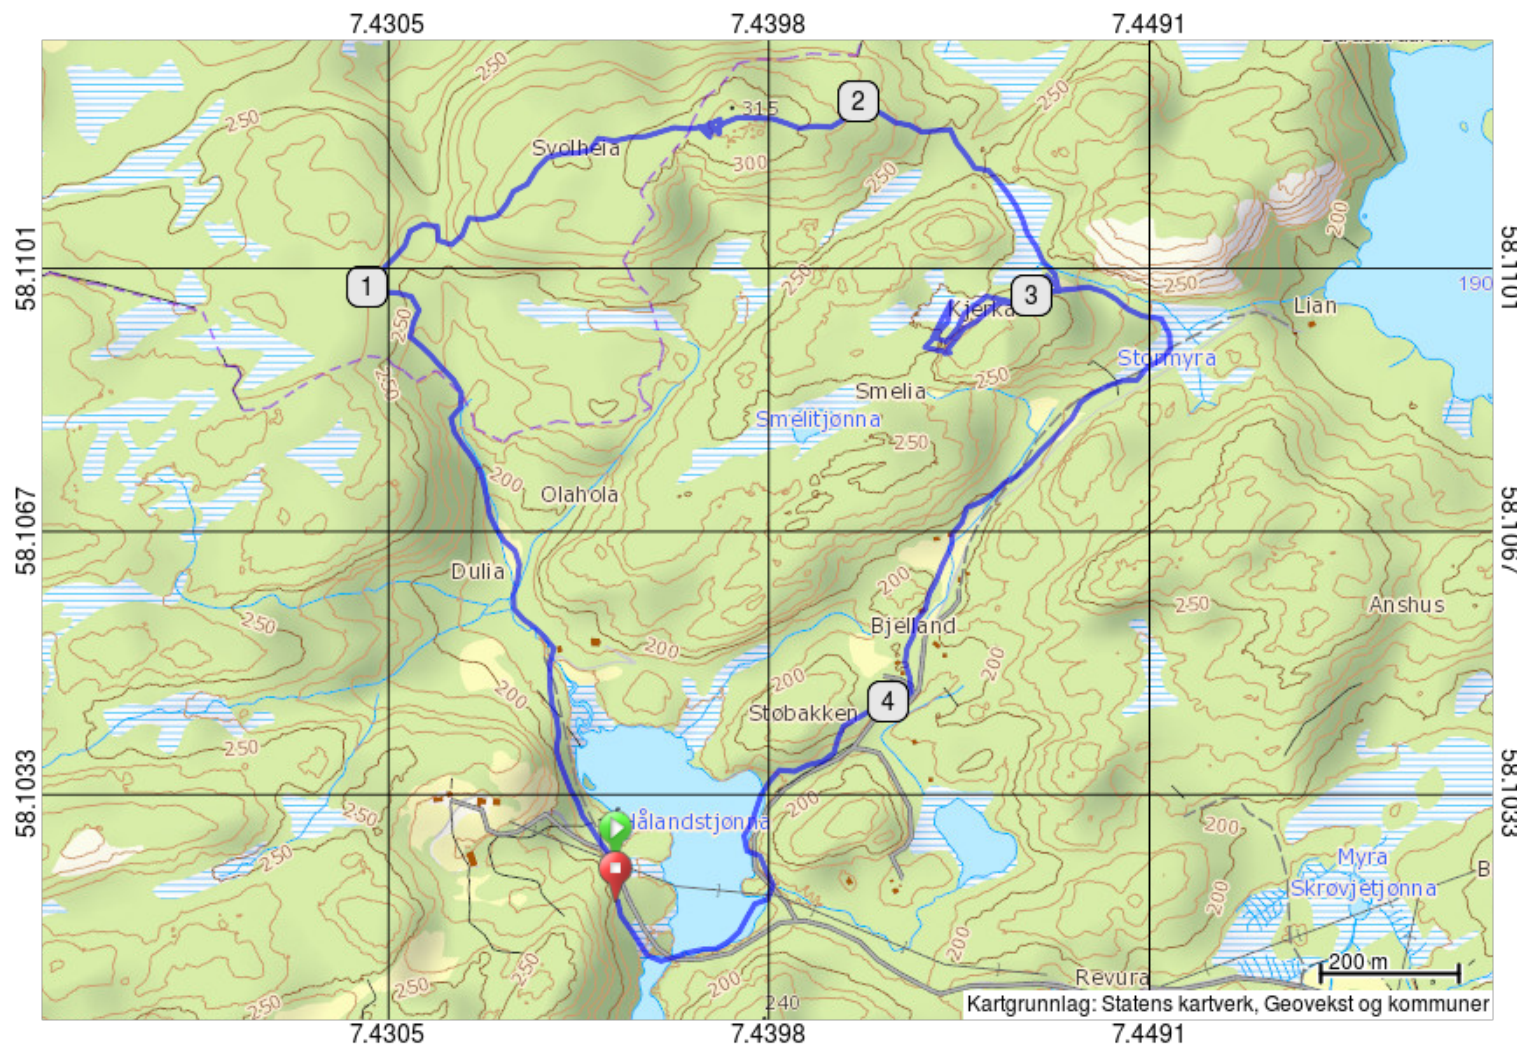 7.4305
7.4398
7.4491
250
315
2
250
250
Svolheia
300
250
200
58.1101
58.1101
1
250
250
3
250
190
Kjerka
Lian
250
Stormyra
Smelia
250
Smelitjønna
250
200
Olahola
58.1067
58.1067
Dulia
200
Bjelland
250
Anshus
250
200
200
200
200
4
Støbakken
250
58.1033
58.1033
250
200
Hålandstjønna
200
250
Myra
Skrøvjetjønna
B
200
200
250
200
250
Revura
200 m
250
240
Kartgrunnlag: Statens kartverk, Geovekst og kommuner
7.4305
7.4398
7.4491